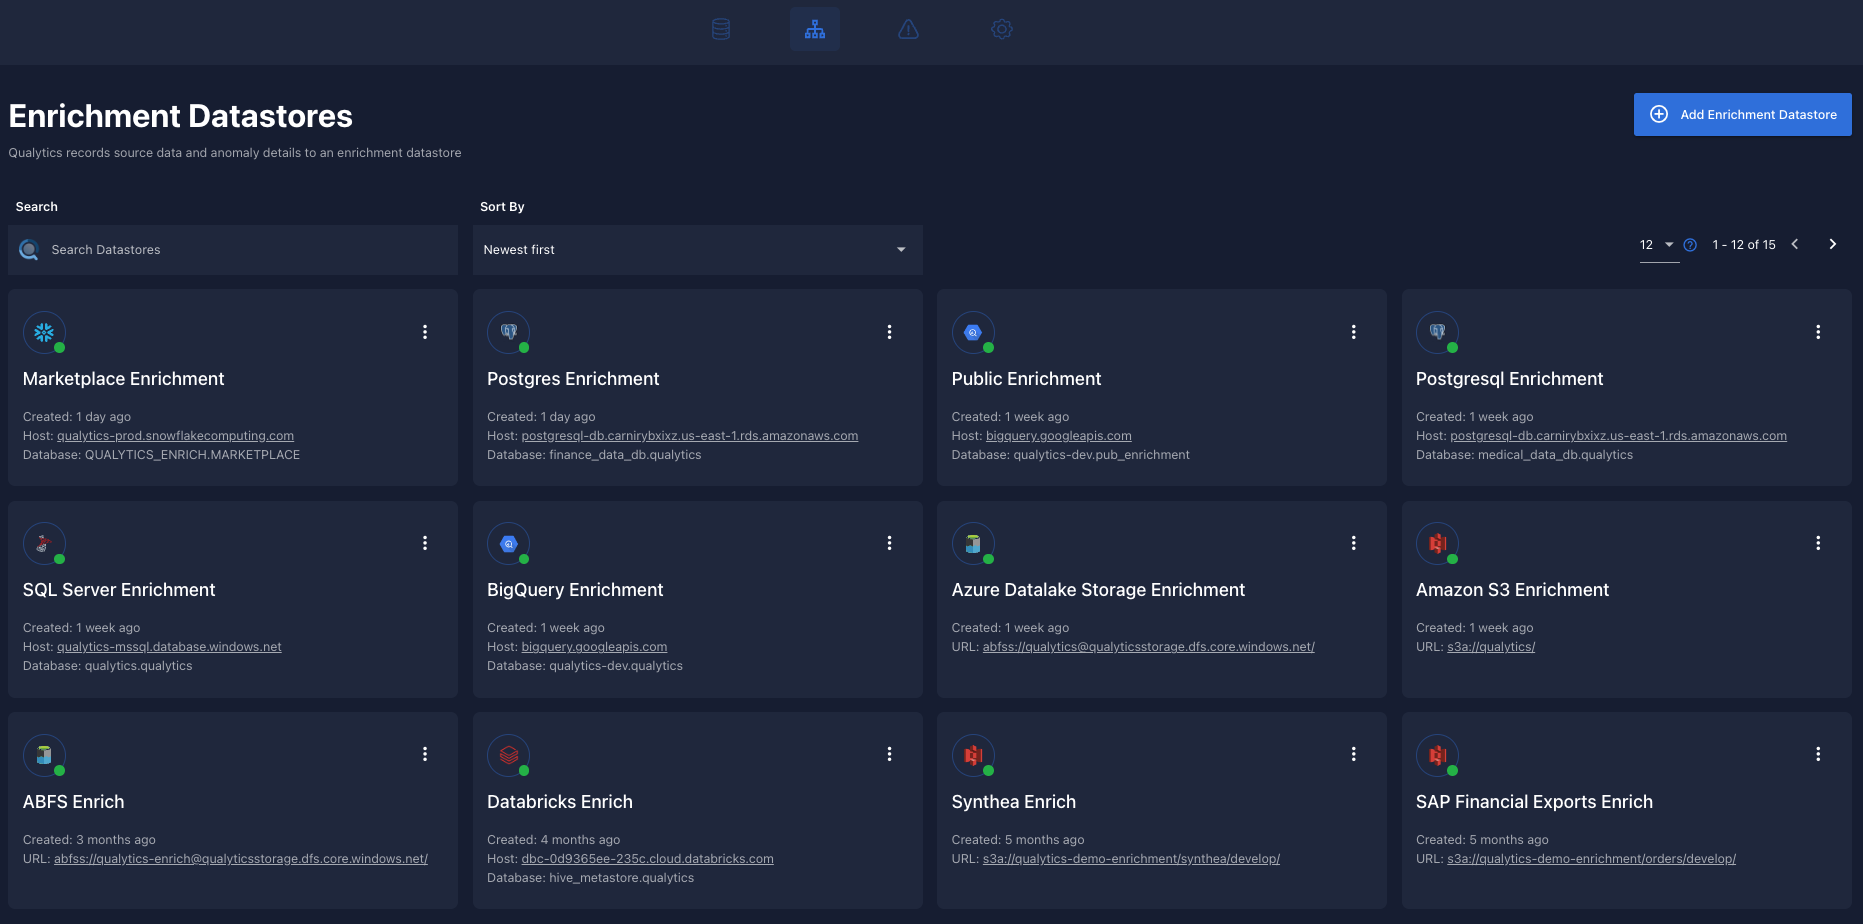 Enrichment Datastores
Add Enrichment Datastore
Qualytics records source data and anomaly details to an enrichment datastore
Search
Sort By
Search Datastores
Newest first
12
1 - 12 of 15
Marketplace Enrichment
Created: 1 day ago
Host: qualytics-prod.snowflakecomputing.com
Database: QUALYTICS_ENRICH.MARKETPLACE
Postgres Enrichment
Created: 1 day ago
Host: postgresql-db.carnirybxixz.us-east-1.rds.amazonaws.com
Database: finance_data_db.qualytics
Public Enrichment
Created: 1 week ago
Host: bigquery.googleapis.com
Database: qualytics-dev.pub_enrichment
Postgresql Enrichment
Created: 1 week ago
Host: postgresql-db.carnirybxixz.us-east-1.rds.amazonaws.com
Database: medical_data_db.qualytics
SQL Server Enrichment
Created: 1 week ago
Host: qualytics-mssql.database.windows.net
Database: qualytics.qualytics
BigQuery Enrichment
Created: 1 week ago
Host: bigquery.googleapis.com
Database: qualytics-dev.qualytics
Azure Datalake Storage Enrichment
Created: 1 week ago
URL: abfss://qualytics@qualyticsstorage.dfs.core.windows.net/
Amazon S3 Enrichment
Created: 1 week ago
URL: s3a://qualytics/
ABFS Enrich
Created: 3 months ago
URL: abfss://qualytics-enrich@qualyticsstorage.dfs.core.windows.net/
Databricks Enrich
Created: 4 months ago
Host: dbc-0d9365ee-235c.cloud.databricks.com
Database: hive_metastore.qualytics
Synthea Enrich
Created: 5 months ago
URL: s3a://qualytics-demo-enrichment/synthea/develop/
SAP Financial Exports Enrich
Created: 5 months ago
URL: s3a://qualytics-demo-enrichment/orders/develop/